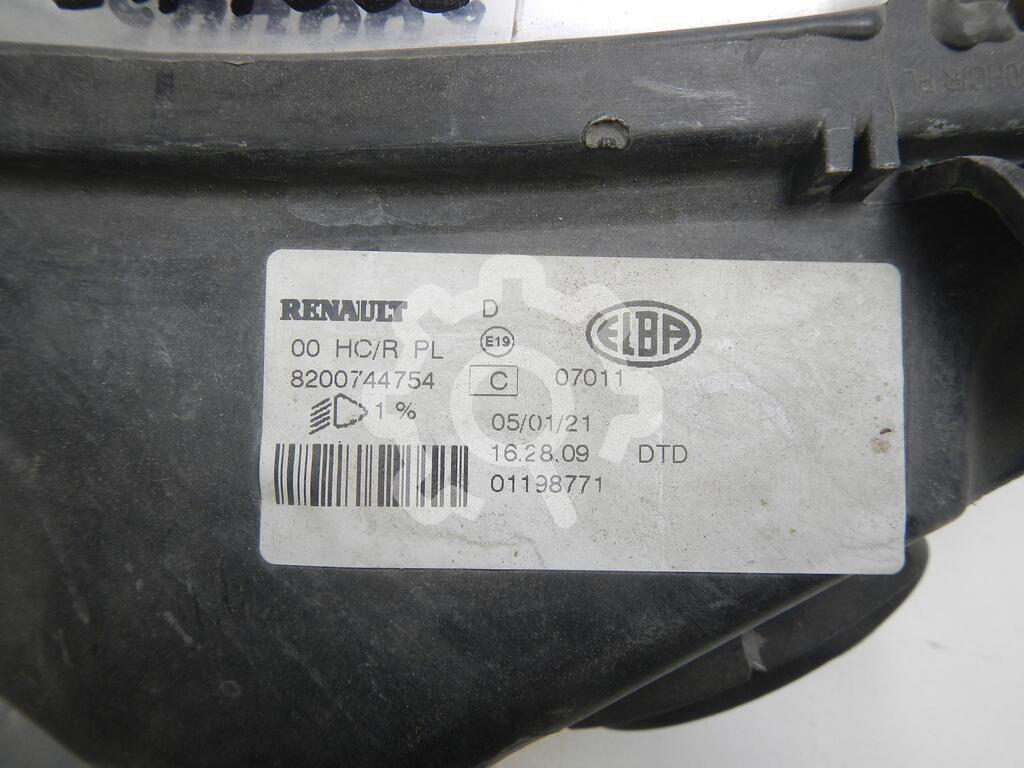 RENAULT D ELBA
00 HC/R PL E19
8200744754 C 07011
1 % 05/01/21
16.28.09 DTD
01198771